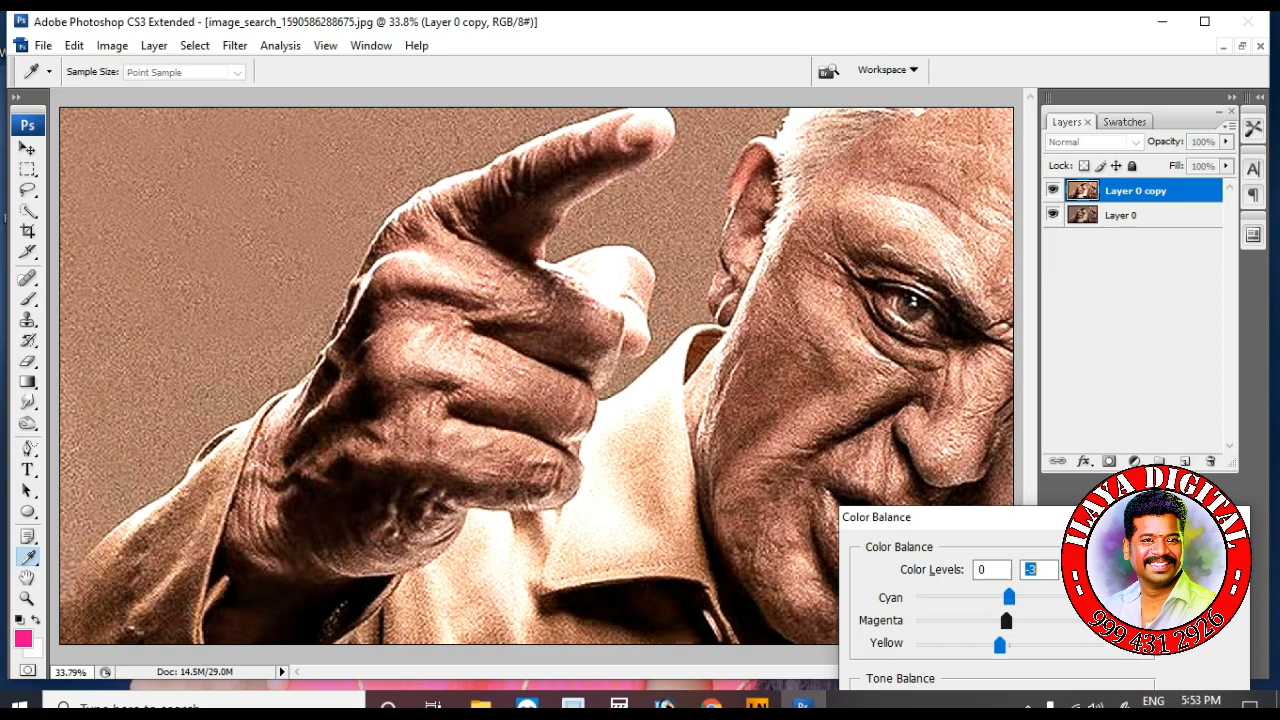 Adobe Photoshop CS3 Extended - [image_search_1590586288675.jpg @ 33.8% (Layer 0 copy, RGB/8#)]
File Edit Image Layer Select Filter Analysis View Window Help
Sample Size: Point Sample
Workspace
Ps
Layers Swatches
Normal Opacity: 100%
Lock: Fill: 100%
Layer 0 copy
Layer 0
Color Balance
Color Balance
Color Levels: 0 -3
Cyan
Magenta
Yellow
Tone Balance
ILAYA DIGITAL
999 431 2926
33.79% Doc: 14.5M/29.0M
ENG 5:53 PM